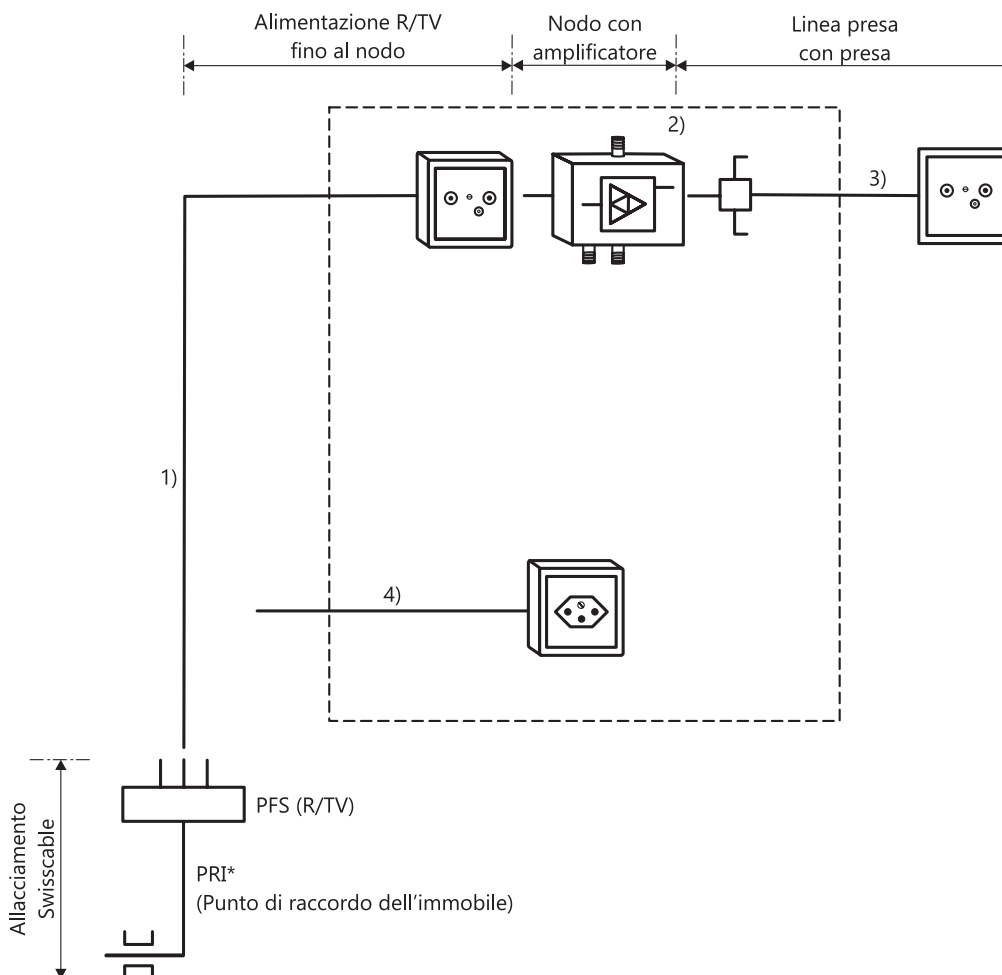 Alimentazione R/TV
fino al nodo
Nodo con
amplificatore
Linea presa
con presa
2)
3)
1)
4)
PFS (R/TV)
Allacciamento
Swisscable
PRI*
(Punto di raccordo dell'immobile)